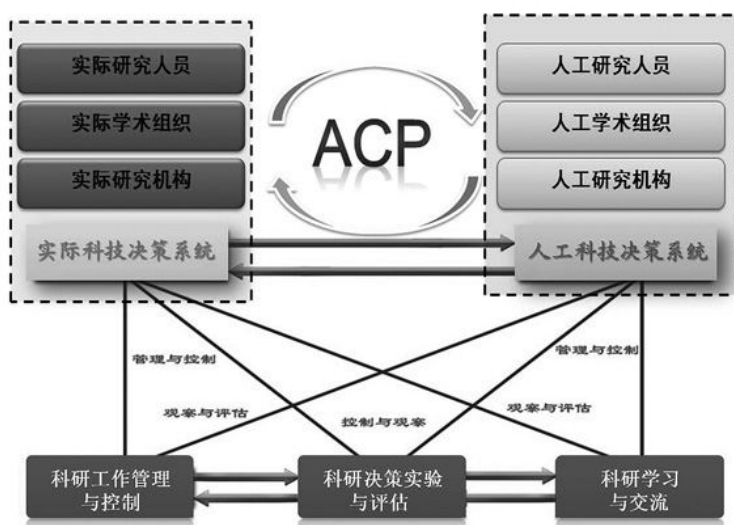 实际研究人员
实际学术组织
实际研究机构
实际科技决策系统
ACP
人工研究人员
人工学术组织
人工研究机构
人工科技决策系统
管理与控制
管理与控制
观察与评估
控制与观察
观察与评估
科研工作管理
与控制
科研决策实验
与评估
科研学习
与交流